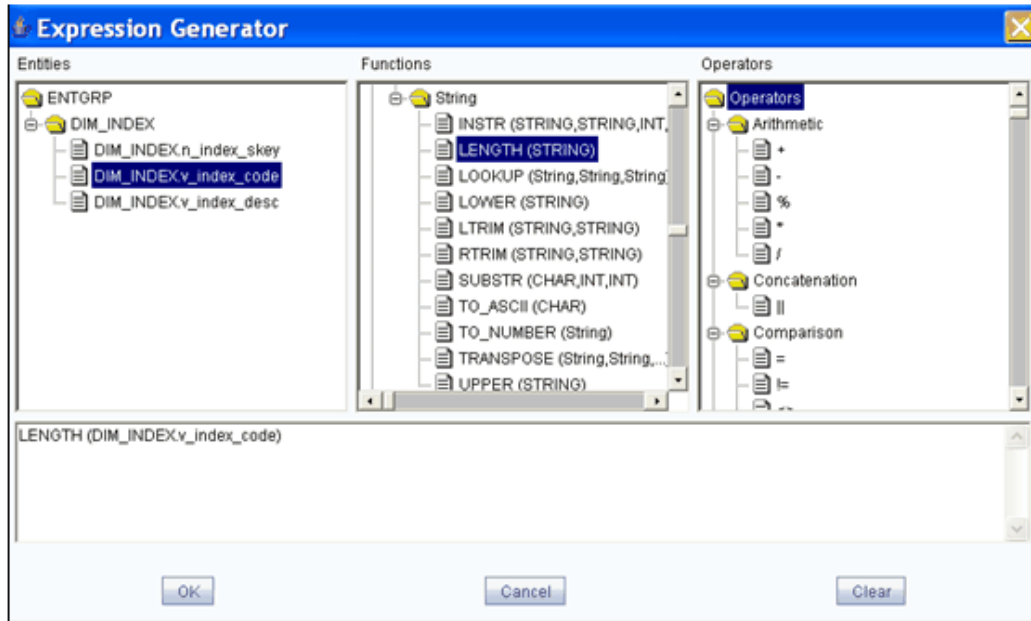 Expression Generator
Entities
ENTGRP
DIM_INDEX
DIM_INDEX.n_index_skey
DIM_INDEX.v_index_code
DIM_INDEX.v_index_desc
Functions
String
INSTR (STRING,STRING,INT,
LENGTH (STRING)
LOOKUP (String,String,String)
LOWER (STRING)
LTRIM (STRING,STRING)
RTRIM (STRING,STRING)
SUBSTR (CHAR,INT,INT)
TO_ASCII (CHAR)
TO_NUMBER (String)
TRANSPOSE (String,String,...)
UPPER (STRING)
Operators
Operators
Arithmetic
+
-
%
*
/
Concatenation
||
Comparison
=
!=
<>
LENGTH (DIM_INDEX.v_index_code)
OK
Cancel
Clear